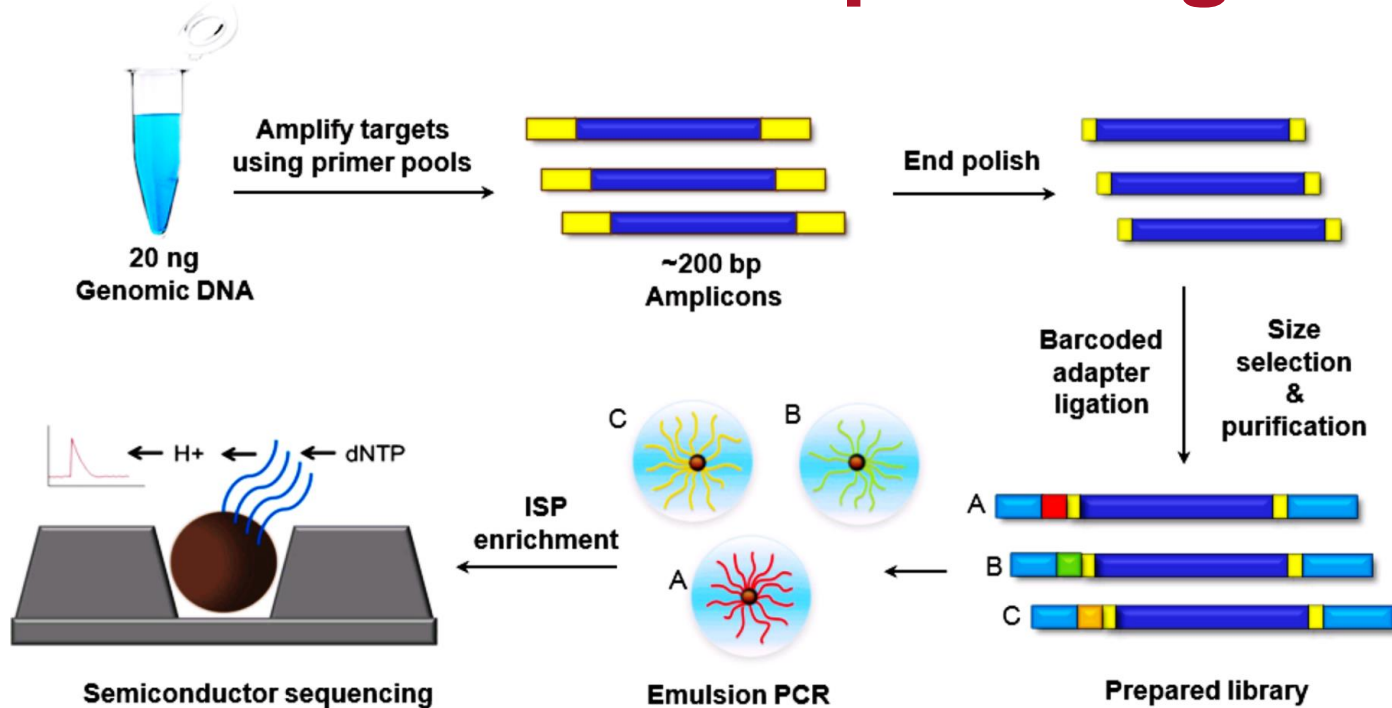 Amplify targets
using primer pools
End polish
20 ng
Genomic DNA
~200 bp
Amplicons
Barcoded
adapter
ligation
Size
selection
&
purification
A
B
C
Prepared library
C
B
A
Emulsion PCR
ISP
enrichment
H+
dNTP
Semiconductor sequencing